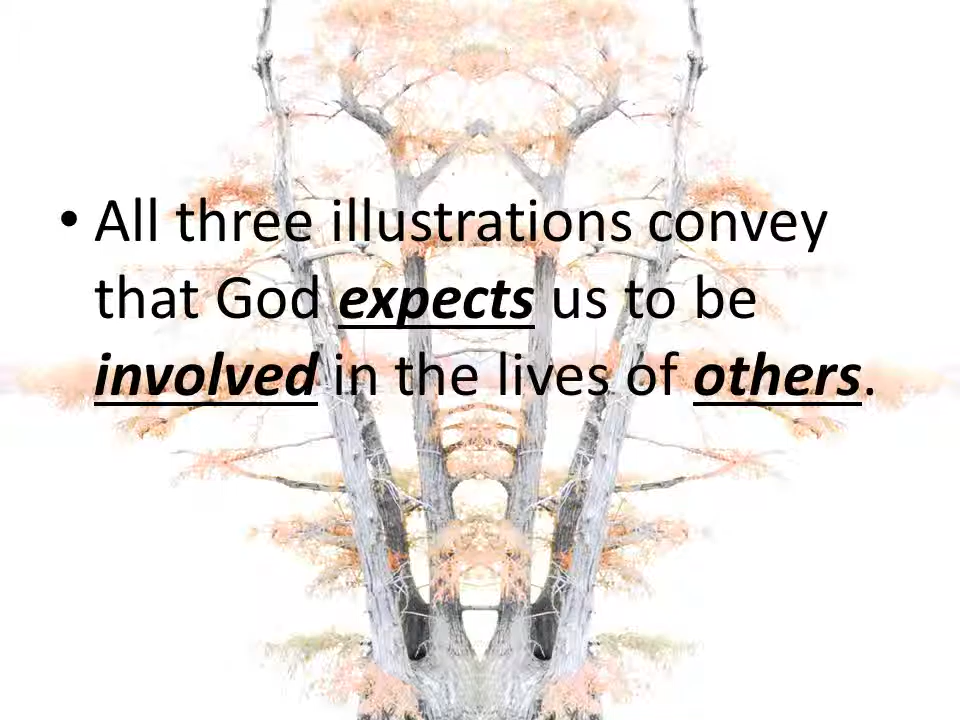 • All three illustrations convey
that God expects us to be
involved in the lives of others.